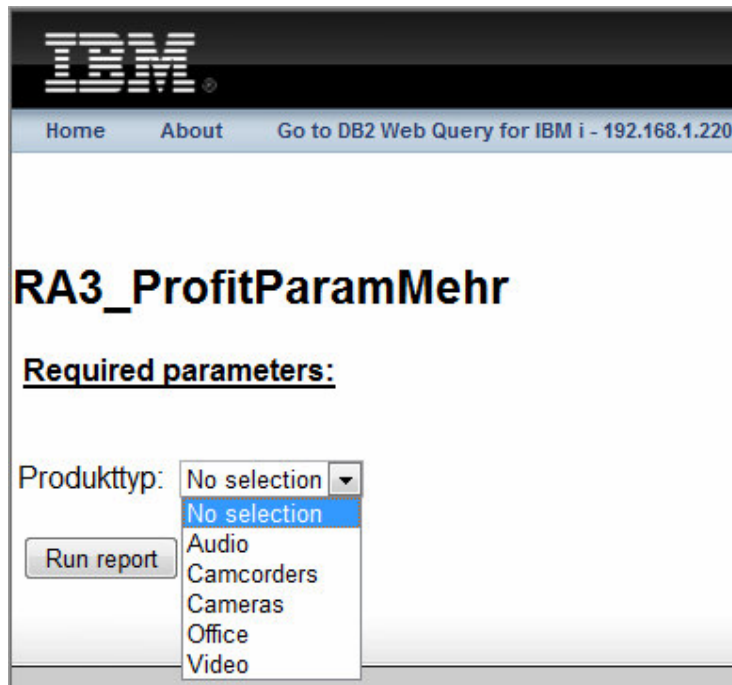 IBM®
Home About Go to DB2 Web Query for IBM i - 192.168.1.220
RA3_ProfitParamMehr
Required parameters:
Produkttyp: No selection
No selection
Audio
Run report
Camcorders
Cameras
Office
Video